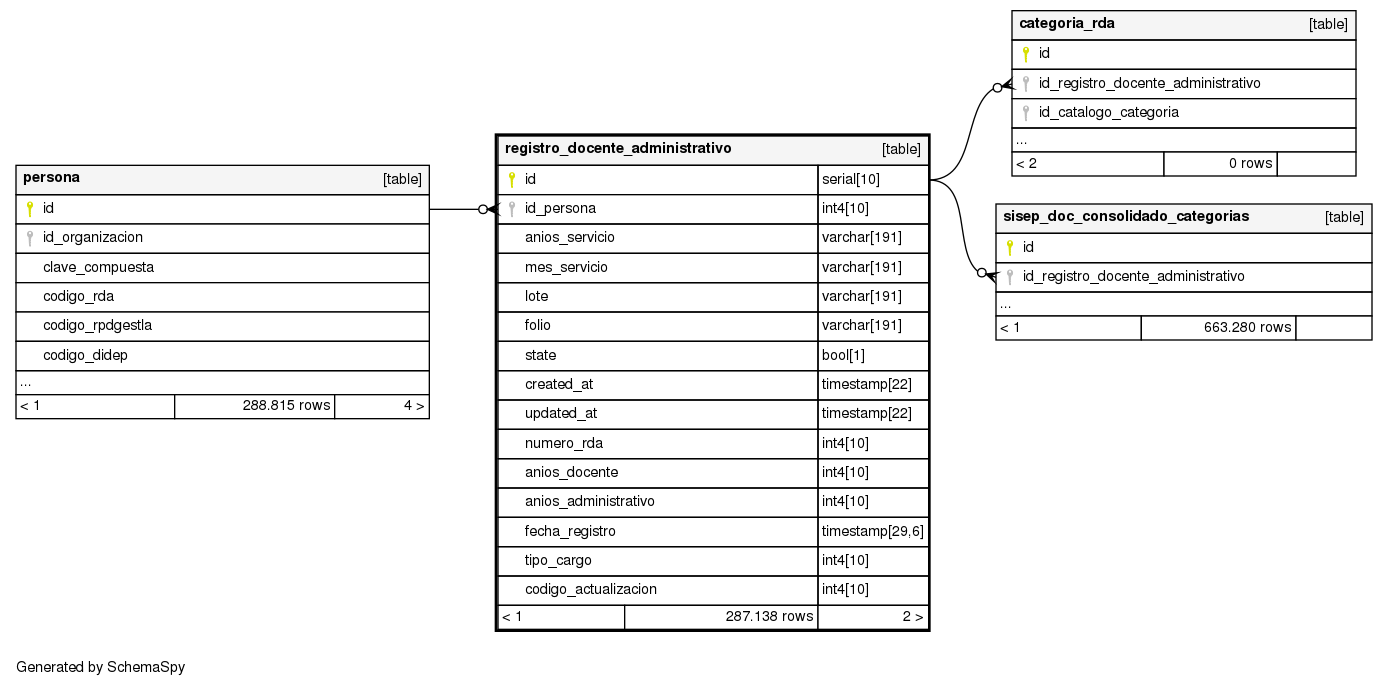 persona [table]
id
id_organizacion
clave_compuesta
codigo_rda
codigo_rpdgestla
codigo_didep
...
< 1 288.815 rows 4 >
registro_docente_administrativo [table]
id serial[10]
id_persona int4[10]
anios_servicio varchar[191]
mes_servicio varchar[191]
lote varchar[191]
folio varchar[191]
state bool[1]
created_at timestamp[22]
updated_at timestamp[22]
numero_rda int4[10]
anios_docente int4[10]
anios_administrativo int4[10]
fecha_registro timestamp[29,6]
tipo_cargo int4[10]
codigo_actualizacion int4[10]
< 1 287.138 rows 2 >
categoria_rda [table]
id
id_registro_docente_administrativo
id_catalogo_categoria
...
< 2 0 rows
sisep_doc_consolidado_categorias [table]
id
id_registro_docente_administrativo
...
< 1 663.280 rows
Generated by SchemaSpy